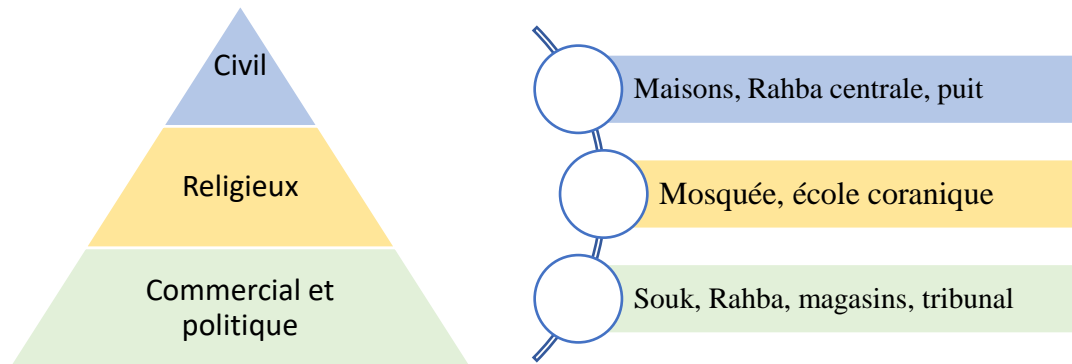 Civil
Religieux
Commercial et
politique
Maisons, Rahba centrale, puit
Mosquée, école coranique
Souk, Rahba, magasins, tribunal